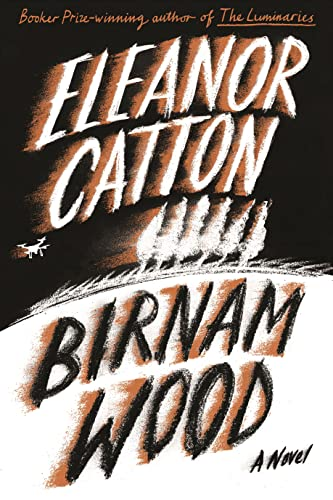 Booker Prize-winning author of The Luminaries
ELEANOR
CATTON
BIRNAM
WOOD
A Novel